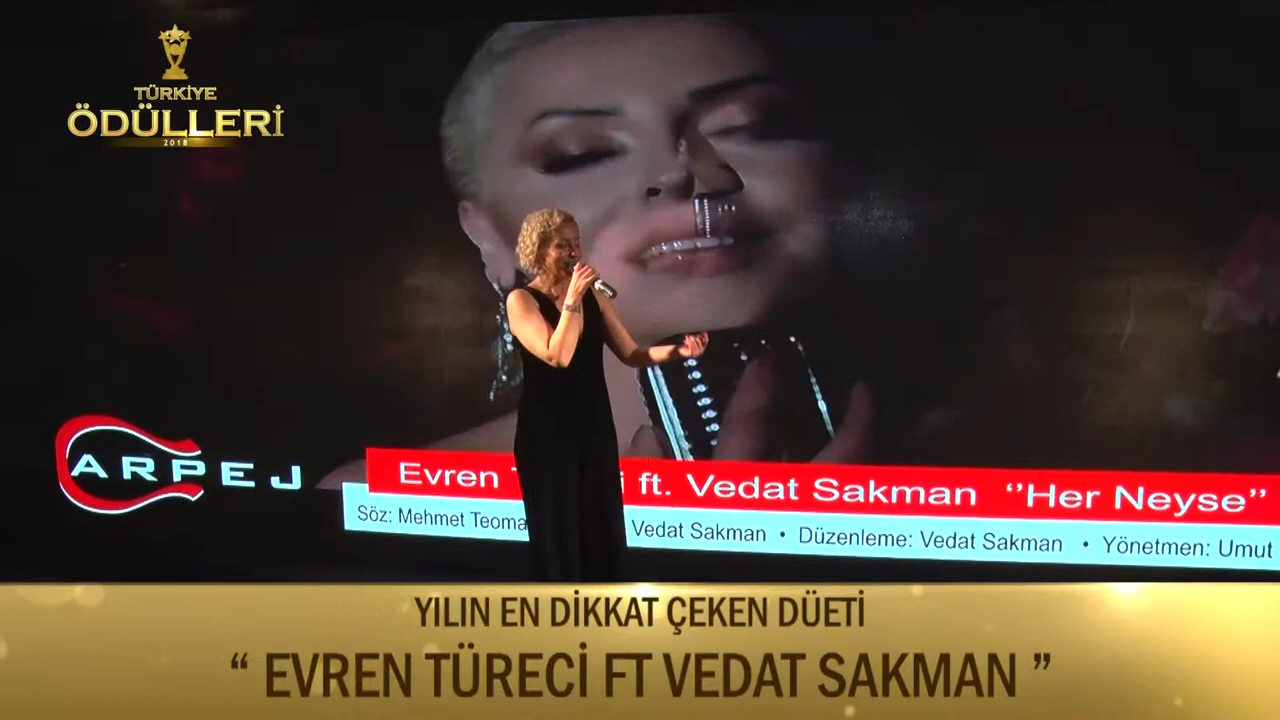 TÜRKİYE
ÖDÜLLERİ
2018
ARPEJ
Evren T i ft. Vedat Sakman ‘‘Her Neyse’’
Söz: Mehmet Teoma Vedat Sakman • Düzenleme: Vedat Sakman • Yönetmen: Umut
YILIN EN DİKKAT ÇEKEN DÜETİ
“ EVREN TÜRECİ FT VEDAT SAKMAN ”